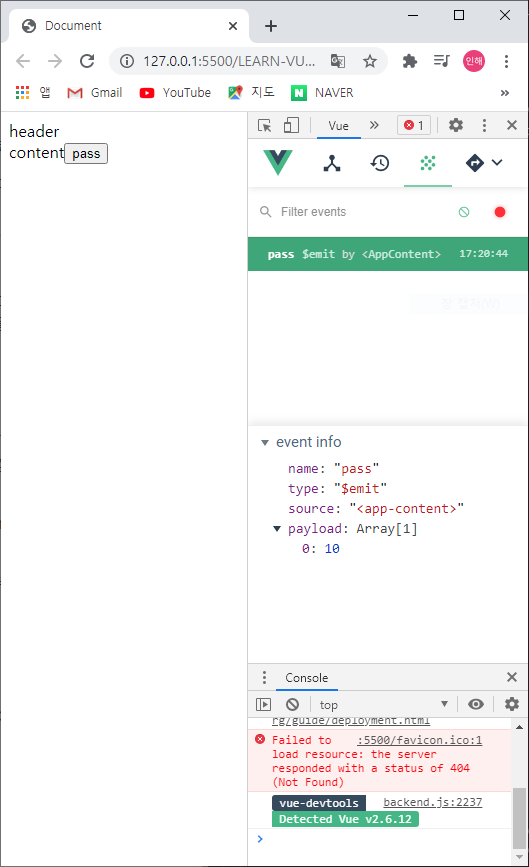 Document
127.0.0.1:5500/LEARN-VU...
인해
앱
Gmail
YouTube
지도
NAVER
»
header
contentpass
Vue
»
1
Filter events
pass $emit by <AppContent>
17:20:44
event info
name: "pass"
type: "$emit"
source: "<app-content>"
payload: Array[1]
0: 10
Console
top
rg/guide/deployment.html
Failed to :5500/favicon.ico:1
load resource: the server
responded with a status of 404
(Not Found)
vue-devtools backend.js:2237
Detected Vue v2.6.12